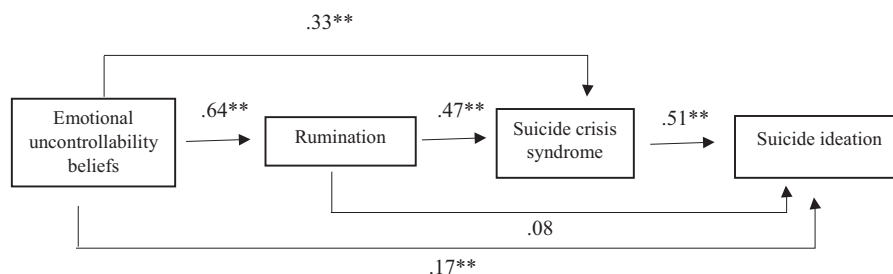 .33**
Emotional
uncontrollability
beliefs
.64**
Rumination
.47**
Suicide crisis
syndrome
.51**
Suicide ideation
.08
.17**